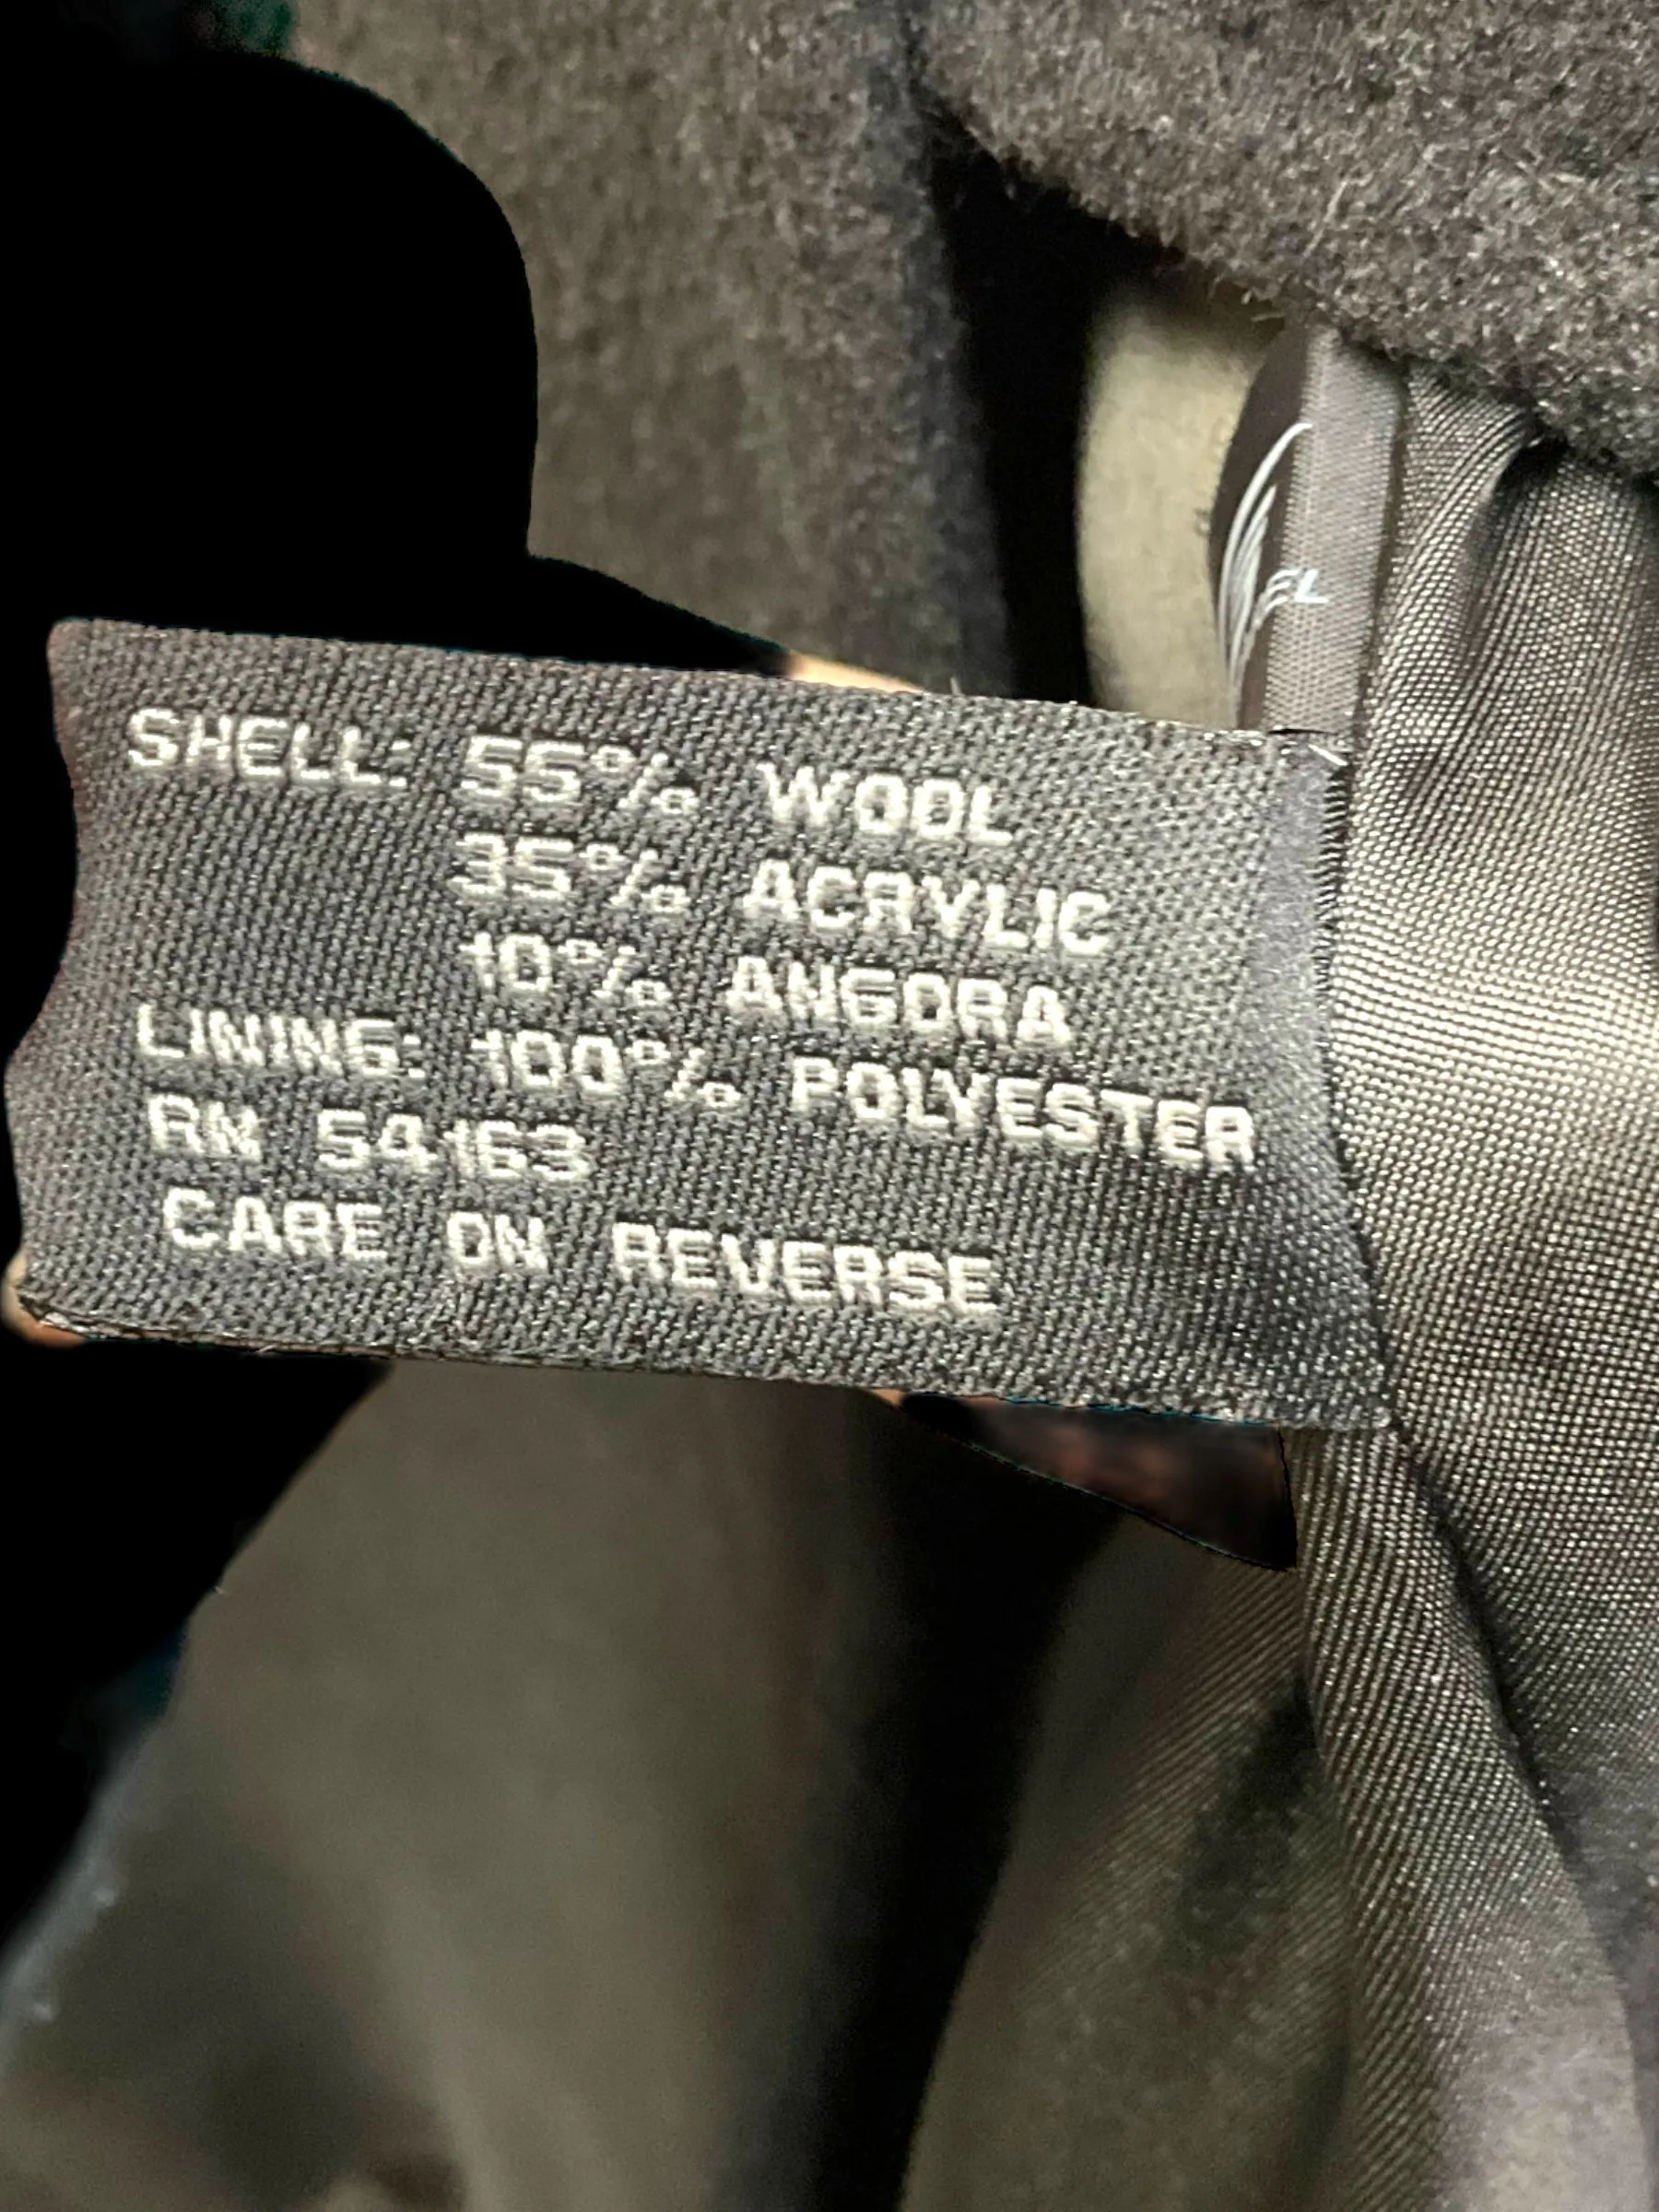 SHELL: 55% WOOL
35% ACRYLIC
10% ANGORA
LINING: 100% POLYESTER
RN 54163
CARE ON REVERSE